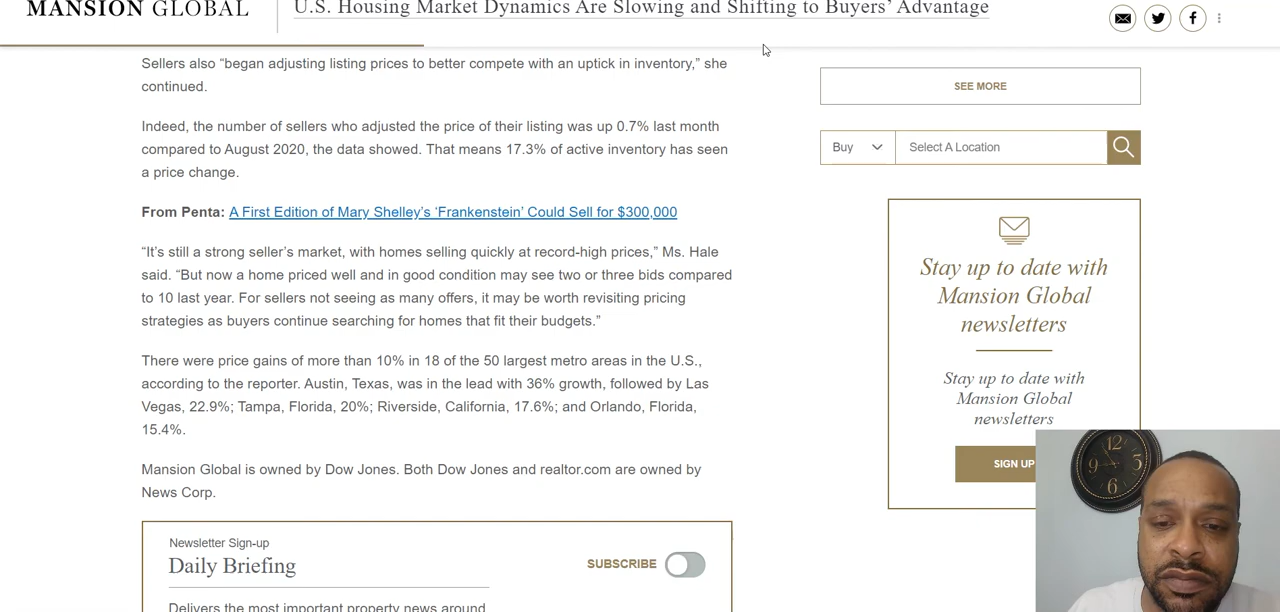 MANSION GLOBAL
U.S. Housing Market Dynamics Are Slowing and Shifting to Buyers’ Advantage
Sellers also “began adjusting listing prices to better compete with an uptick in inventory,” she
continued.
Indeed, the number of sellers who adjusted the price of their listing was up 0.7% last month
compared to August 2020, the data showed. That means 17.3% of active inventory has seen
a price change.
From Penta: A First Edition of Mary Shelley’s ‘Frankenstein’ Could Sell for $300,000
“It’s still a strong seller’s market, with homes selling quickly at record-high prices,” Ms. Hale
said. “But now a home priced well and in good condition may see two or three bids compared
to 10 last year. For sellers not seeing as many offers, it may be worth revisiting pricing
strategies as buyers continue searching for homes that fit their budgets.”
There were price gains of more than 10% in 18 of the 50 largest metro areas in the U.S.,
according to the reporter. Austin, Texas, was in the lead with 36% growth, followed by Las
Vegas, 22.9%; Tampa, Florida, 20%; Riverside, California, 17.6%; and Orlando, Florida,
15.4%.
Mansion Global is owned by Dow Jones. Both Dow Jones and realtor.com are owned by
News Corp.
Newsletter Sign-up
Daily Briefing
SUBSCRIBE
Delivers the most important property news around
SEE MORE
Buy
Select A Location
Stay up to date with
Mansion Global
newsletters
Stay up to date with
Mansion Global
newsletters
SIGN UP
12
9
3
6